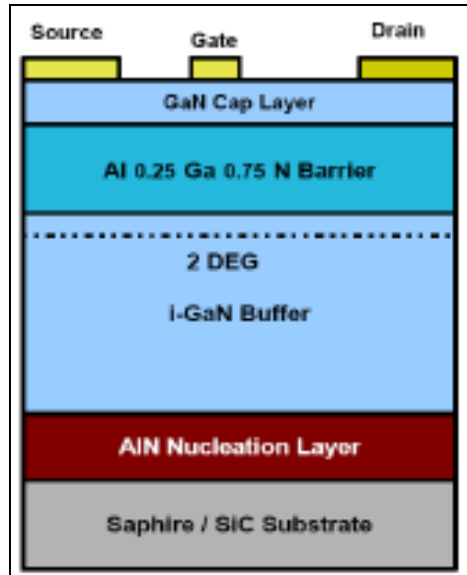 Source
Gate
Drain
GaN Cap Layer
Al 0.25 Ga 0.75 N Barrier
2 DEG
i-GaN Buffer
AlN Nucleation Layer
Saphire / SiC Substrate